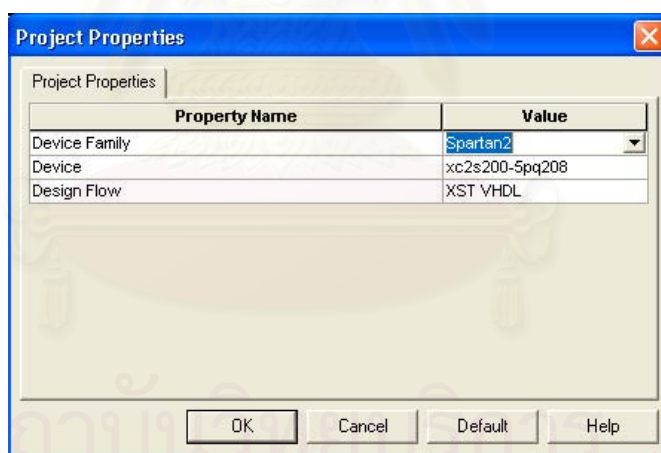 Project Properties
Project Properties
Property Name Value
Device Family Spartan2
Device xc2s200-5pq208
Design Flow XST VHDL
OK Cancel Default Help